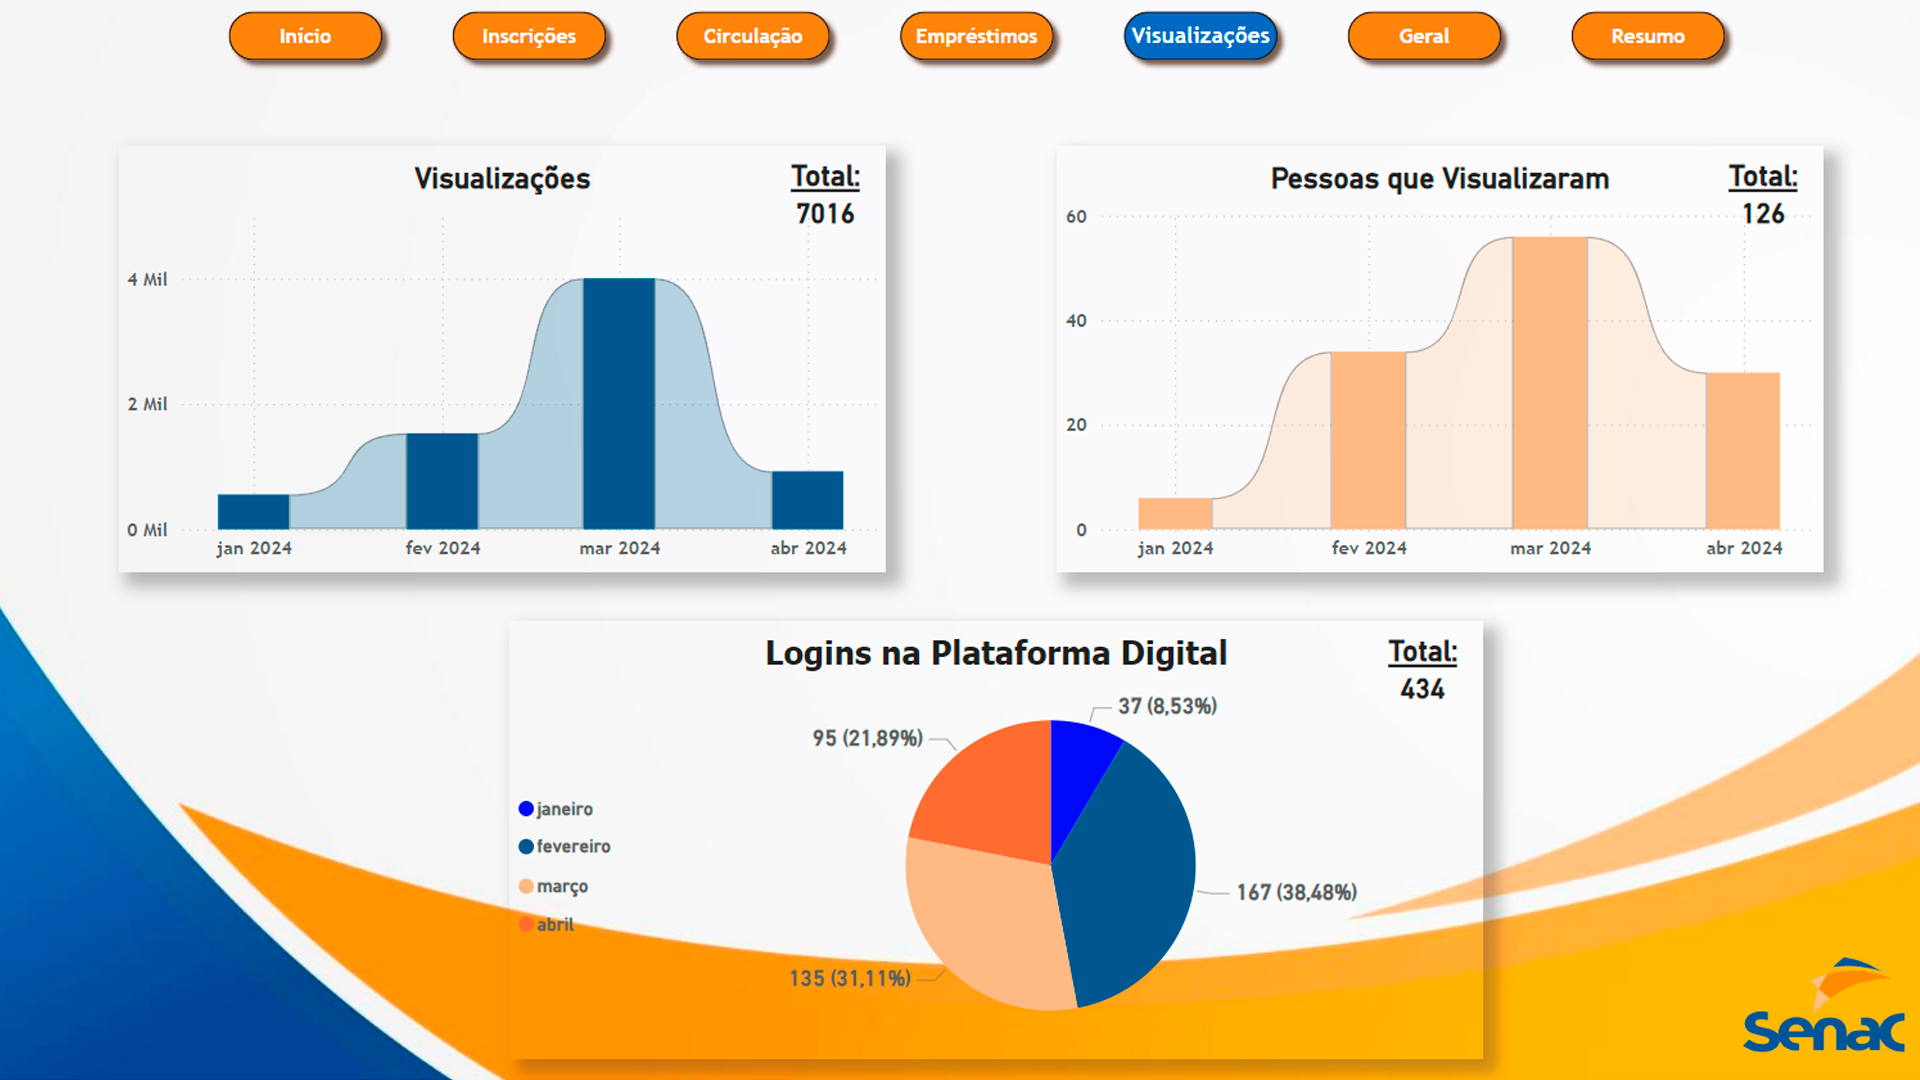 Início
Inscrições
Circulação
Empréstimos
Visualizações
Geral
Resumo
Visualizações
Total:
7016
4 Mil
2 Mil
0 Mil
jan 2024
fev 2024
mar 2024
abr 2024
Pessoas que Visualizaram
Total:
126
60
40
20
0
jan 2024
fev 2024
mar 2024
abr 2024
Logins na Plataforma Digital
Total:
434
37 (8,53%)
95 (21,89%)
janeiro
fevereiro
março
abril
167 (38,48%)
135 (31,11%)
Senac